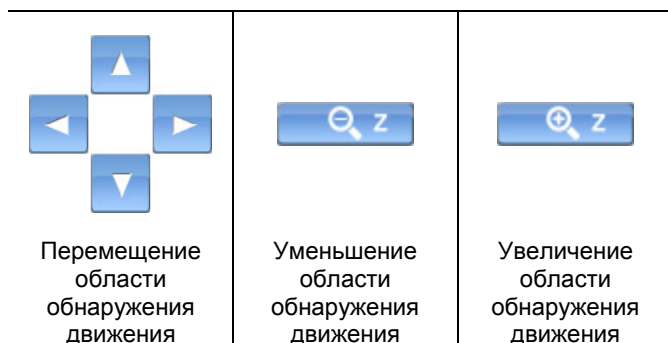 Z
Z
Перемещение
области
обнаружения
движения
Уменьшение
области
обнаружения
движения
Увеличение
области
обнаружения
движения